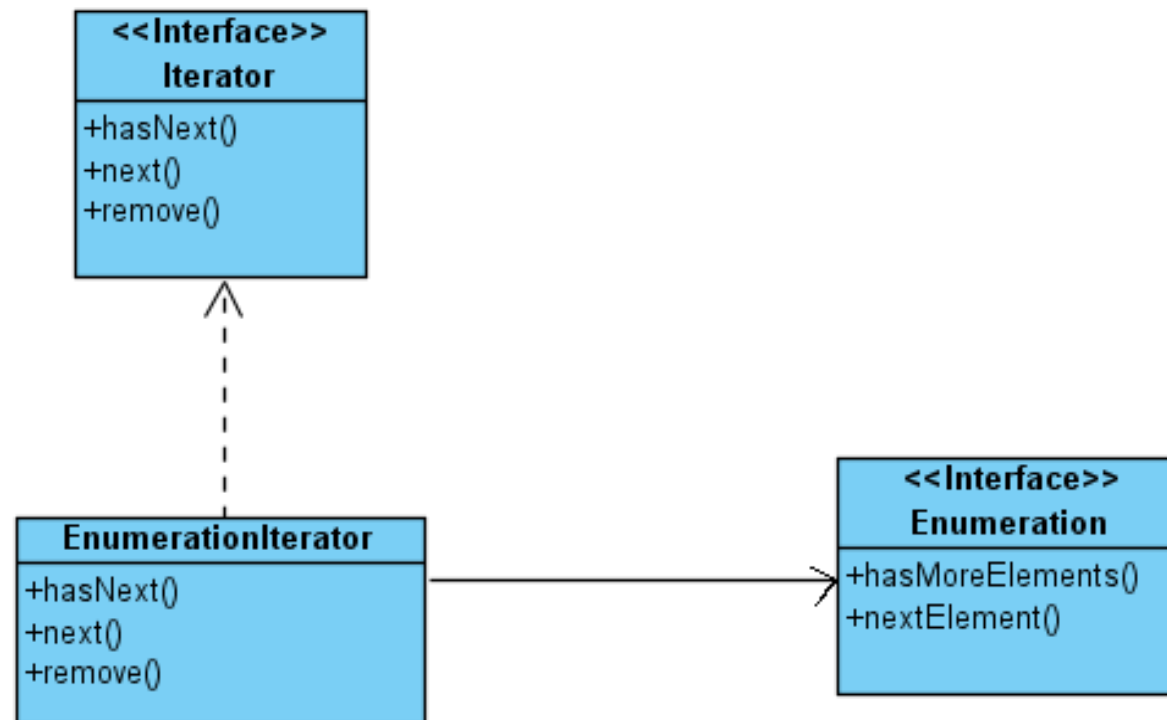 <<Interface>>
Iterator
+hasNext()
+next()
+remove()
EnumerationIterator
+hasNext()
+next()
+remove()
<<Interface>>
Enumeration
+hasMoreElements()
+nextElement()